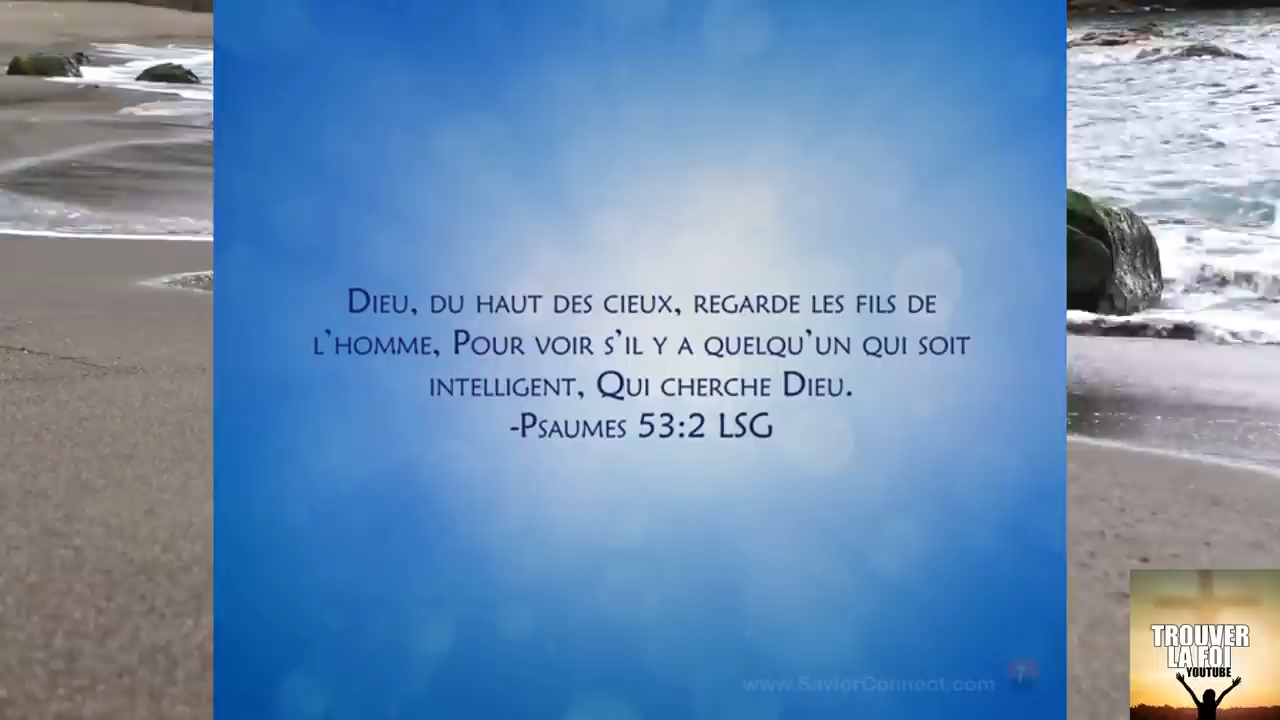 Dieu, du haut des cieux, regarde les fils de
l'homme, Pour voir s'il y a quelqu'un qui soit
intelligent, Qui cherche Dieu.
-Psaumes 53:2 LSG
www.SaviorConnect.com
TROUVER
LA FOI
YOUTUBE